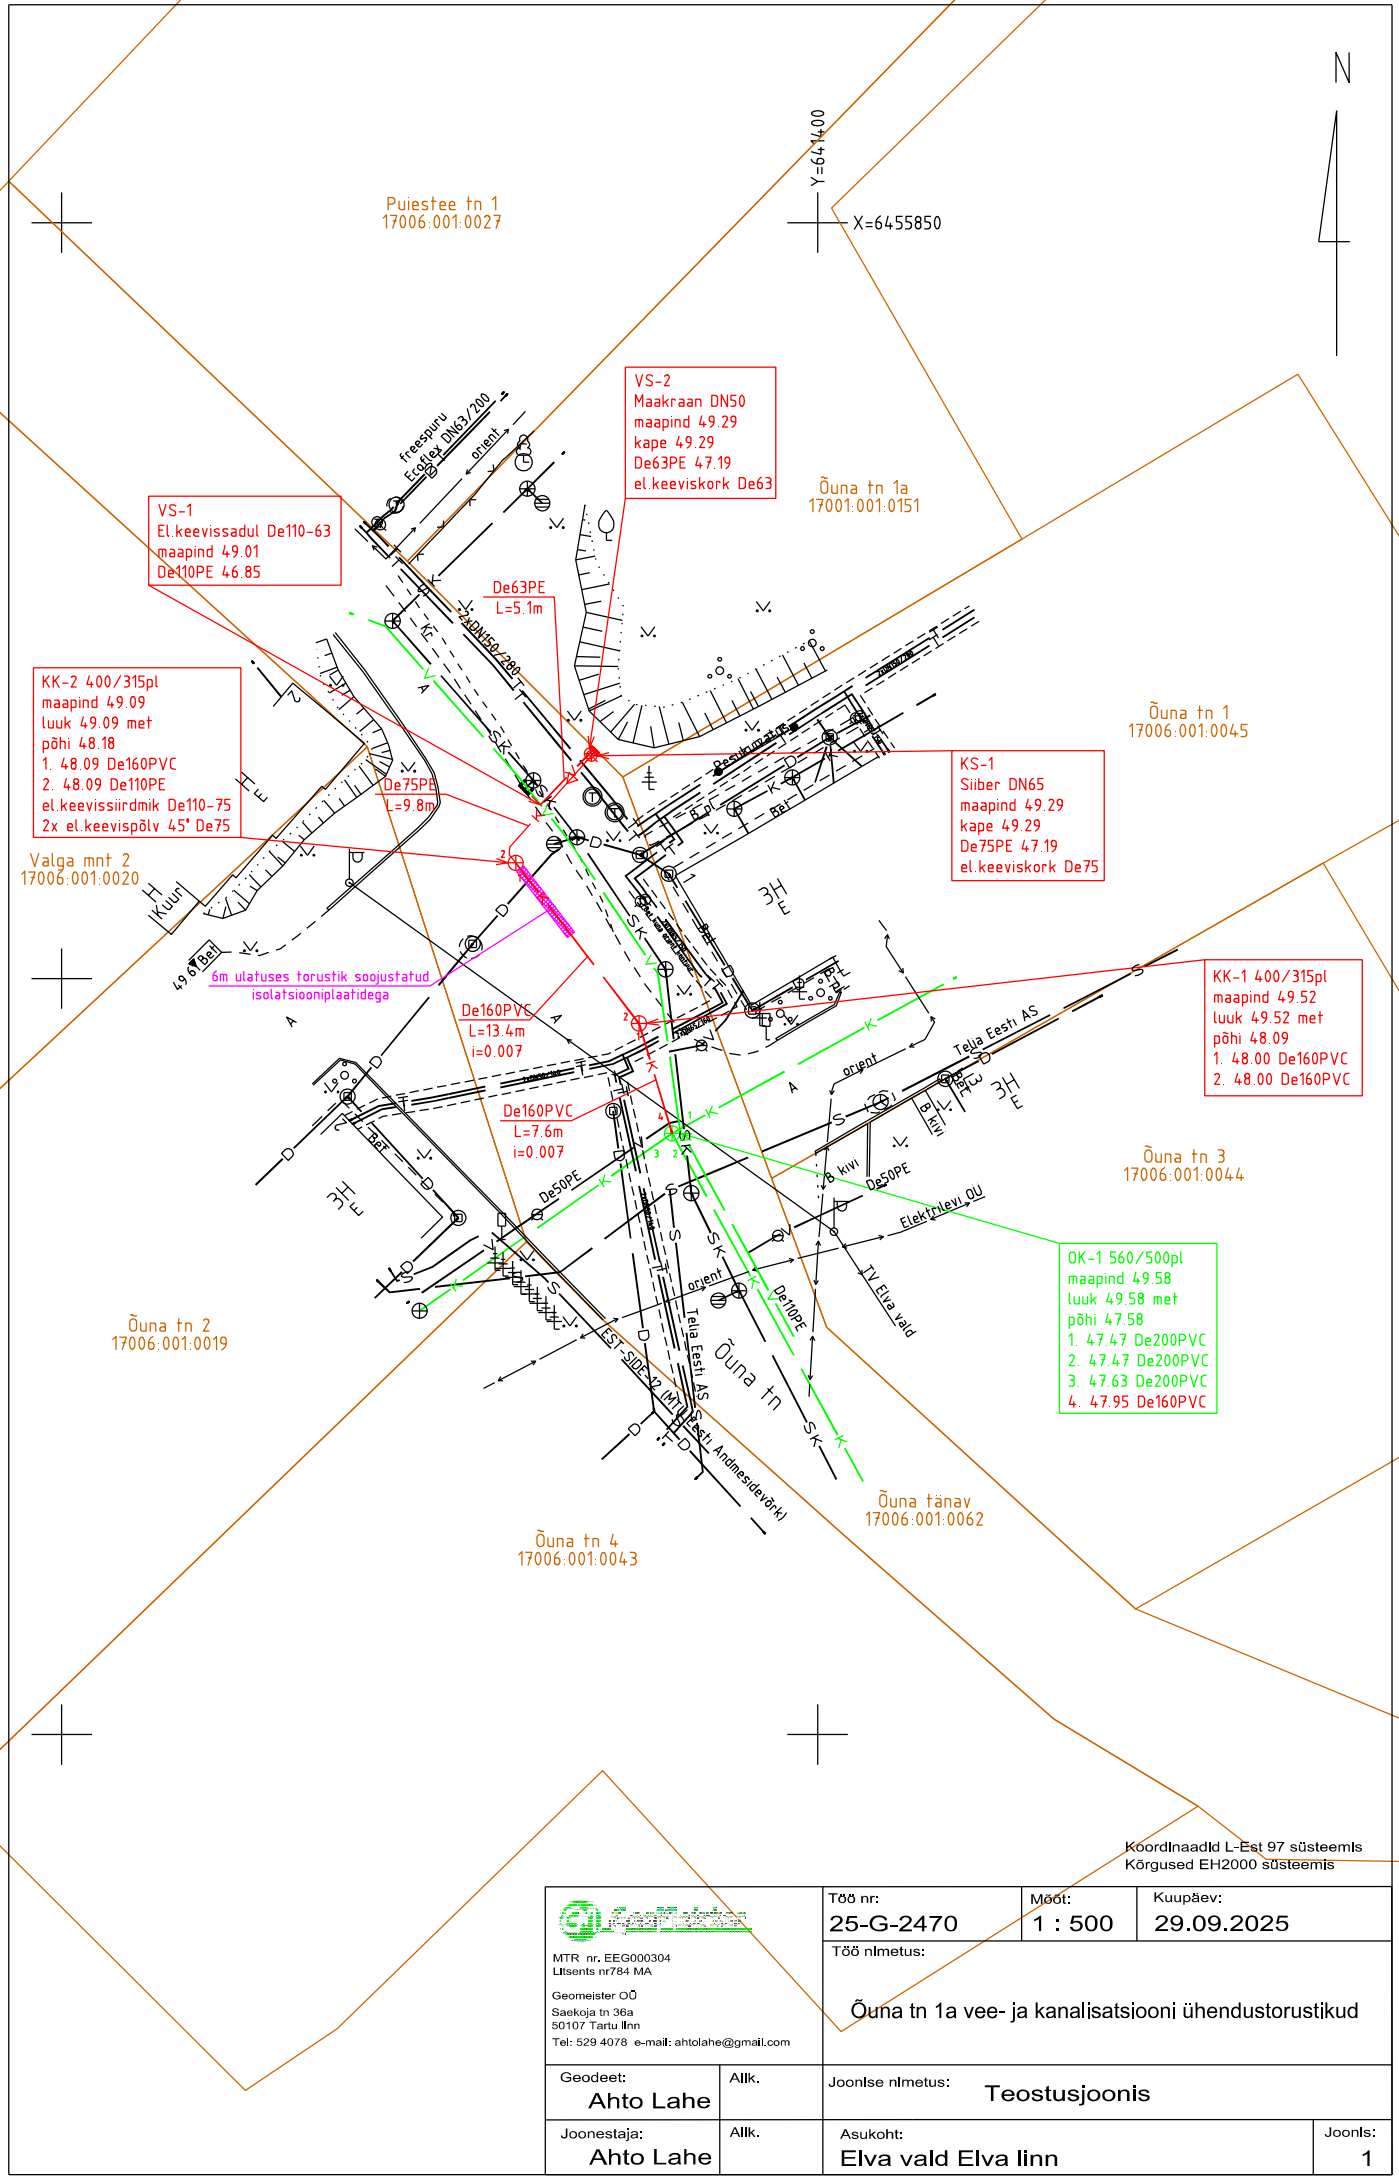 N
Y=641400
X=6455850
Puiestee tn 1
17006:001:0027
VS-2
Maakraan DN50
maapind 49.29
kape 49.29
De63PE 47.19
el.keeviskork De63
freespuru
Ecoflex DN63/200
orient
Õuna tn 1a
17001:001:0151
VS-1
El.keevissadul De110-63
maapind 49.01
De110PE 46.85
De63PE
L=5.1m
2xDN150/280
KK-2 400/315pl
maapind 49.09
luuk 49.09 met
põhi 48.18
1. 48.09 De160PVC
2. 48.09 De110PE
el.keevissiirdmik De110-75
2x el.keevispõlv 45° De75
Õuna tn 1
17006:001:0045
KS-1
Siiber DN65
maapind 49.29
kape 49.29
De75PE 47.19
el.keeviskork De75
De75PE
L=9.8m
Valga mnt 2
17006:001:0020
Kuur
Bet
49.61
Bet
6m ulatuses torustik soojustatud
isolatsiooniplaatidega
De160PVC
L=13.4m
i=0.007
KK-1 400/315pl
maapind 49.52
luuk 49.52 met
põhi 48.09
1. 48.00 De160PVC
2. 48.00 De160PVC
Telia Eesti AS
orient
De160PVC
L=7.6m
i=0.007
Bet
B kivi
B kivi
De50PE
De50PE
Õuna tn 3
17006:001:0044
Elektrilevi OÜ
TV Elva vald
OK-1 560/500pl
maapind 49.58
luuk 49.58 met
põhi 47.58
1. 47.47 De200PVC
2. 47.47 De200PVC
3. 47.63 De200PVC
4. 47.95 De160PVC
orient
De110PE
Telia Eesti AS
Õuna tn
EST-SIDE-12 (MTÜ Eesti Andmesidevõrk)
Õuna tn 2
17006:001:0019
Õuna tänav
17006:001:0062
Õuna tn 4
17006:001:0043
Koordinaadid L-Est 97 süsteemis
Kõrgused EH2000 süsteemis
MTR nr. EEG000304
Litsents nr784 MA
Geomeister OÜ
Saekoja tn 36a
50107 Tartu linn
Tel: 529 4078 e-mail: ahtolahe@gmail.com
Töö nr:
25-G-2470
Mõõt:
1 : 500
Kuupäev:
29.09.2025
Töö nimetus:
Õuna tn 1a vee- ja kanalisatsiooni ühendustorustikud
Geodeet:
Ahto Lahe
Allk.
Joonise nimetus:
Teostusjoonis
Joonestaja:
Ahto Lahe
Allk.
Asukoht:
Elva vald Elva linn
Joonis:
1